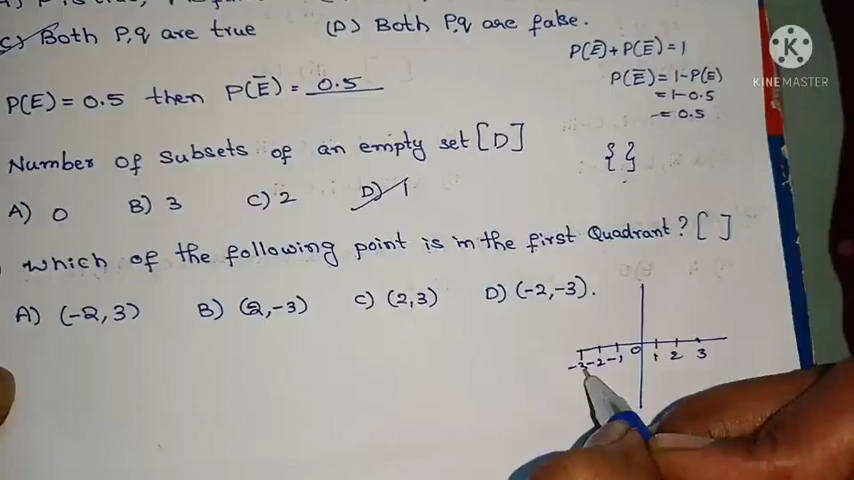 C) Both P,q are true (D) Both P,q are false.
P(E̅)+P(E̅)=1
P(E̅)=1-P(E)
=1-0.5
=0.5
P(E)=0.5 then P(E̅)= 0.5
Number of subsets of an empty set [D]
{ }
A) 0 B) 3 C) 2 D) 1
which of the following point is in the first Quadrant? [ ]
A) (-2,3) B) (2,-3) C) (2,3) D) (-2,-3).
-3 -2 -1 0 1 2 3
K
KINEMASTER